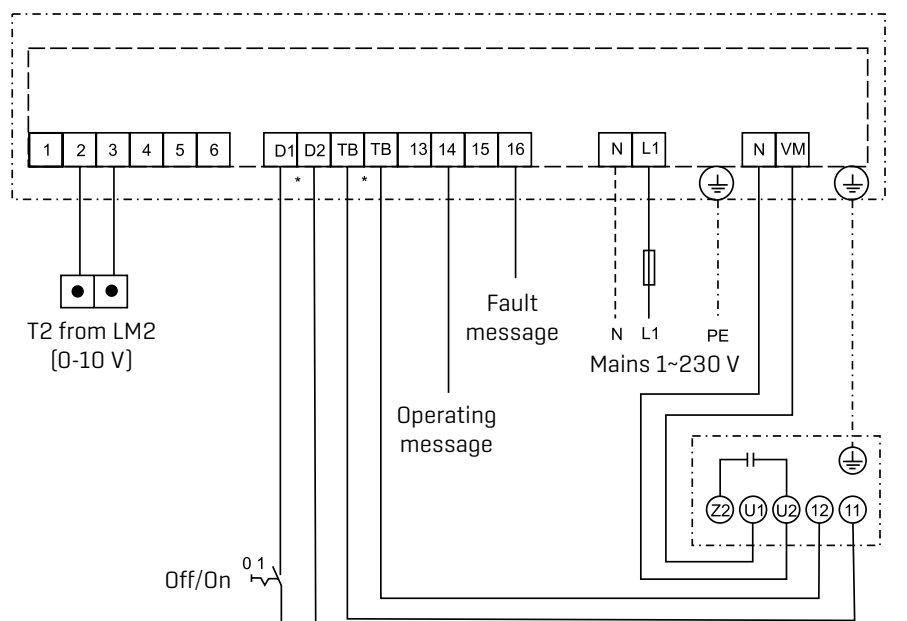 1 2 3 4 5 6 D1 D2 TB TB 13 14 15 16 N L1 N VM
* *
T2 from LM2
(0-10 V)
Fault
message
N L1 PE
Mains 1~230 V
Operating
message
Z2 U1 U2 12 11
0 1
Off/On